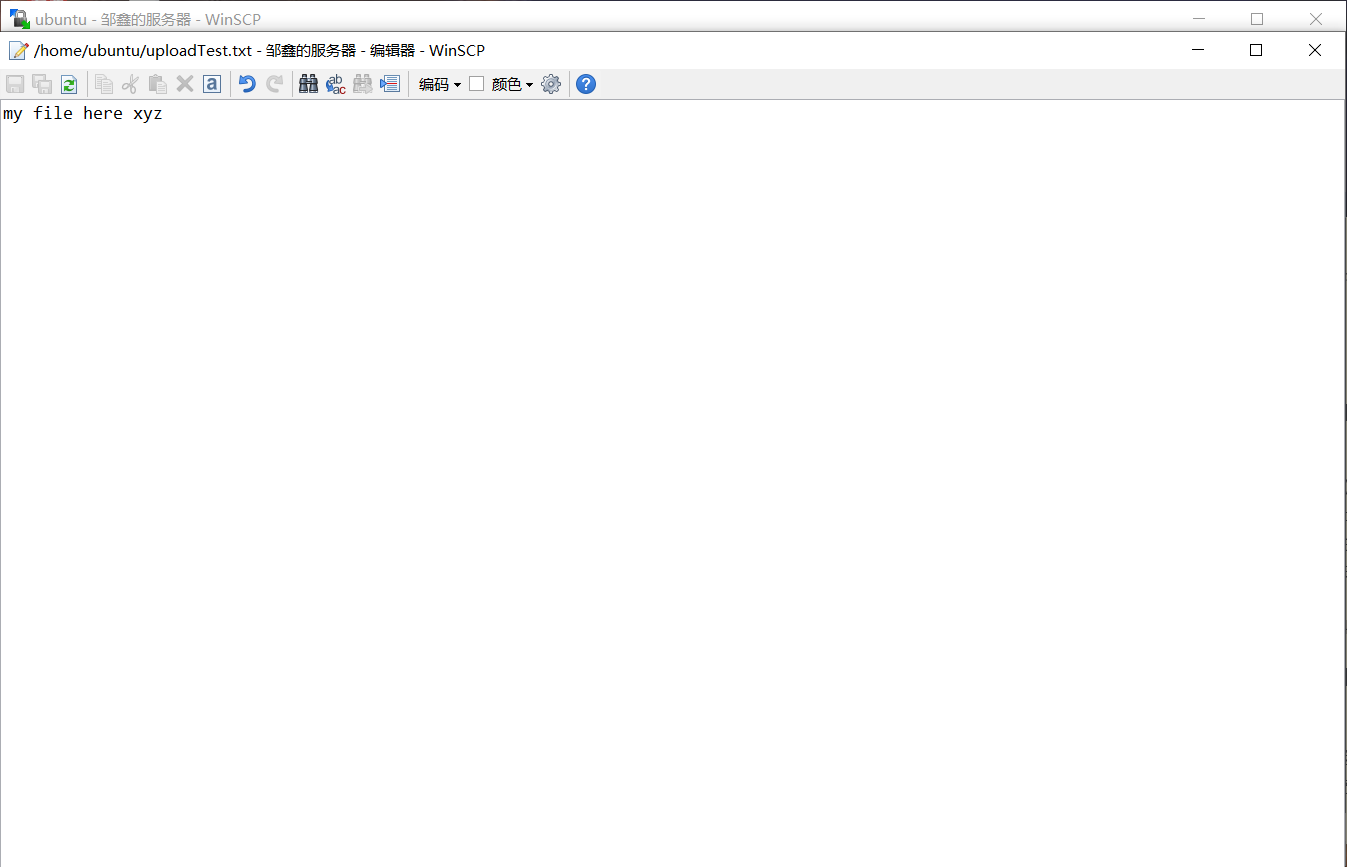 ubuntu - 邹鑫的服务器 - WinSCP
/home/ubuntu/uploadTest.txt - 邹鑫的服务器 - 编辑器 - WinSCP
编码 颜色
my file here xyz